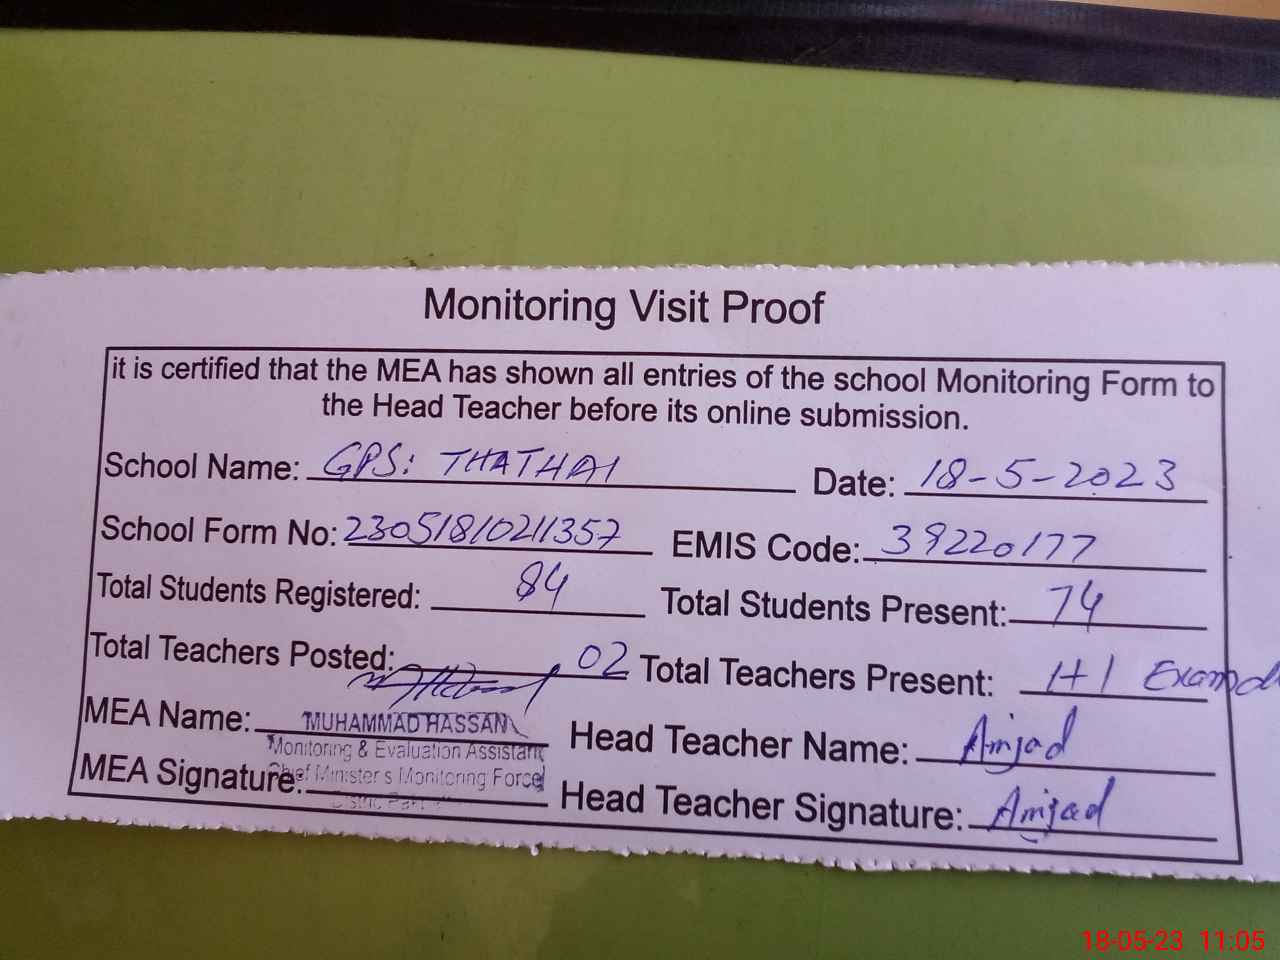 Monitoring Visit Proof
it is certified that the MEA has shown all entries of the school Monitoring Form to
the Head Teacher before its online submission.
School Name: GPS: THATHAI Date: 18-5-2023
School Form No: 23051810211357 EMIS Code: 39220177
Total Students Registered: 84 Total Students Present: 74
Total Teachers Posted: 02 Total Teachers Present: 1+1
MEA Name: MUHAMMAD HASSAN Head Teacher Name: Amjad
Monitoring & Evaluation Assistant
Chief Minister's Monitoring Force
MEA Signature: Head Teacher Signature: Amjad
18-05-23 11:05